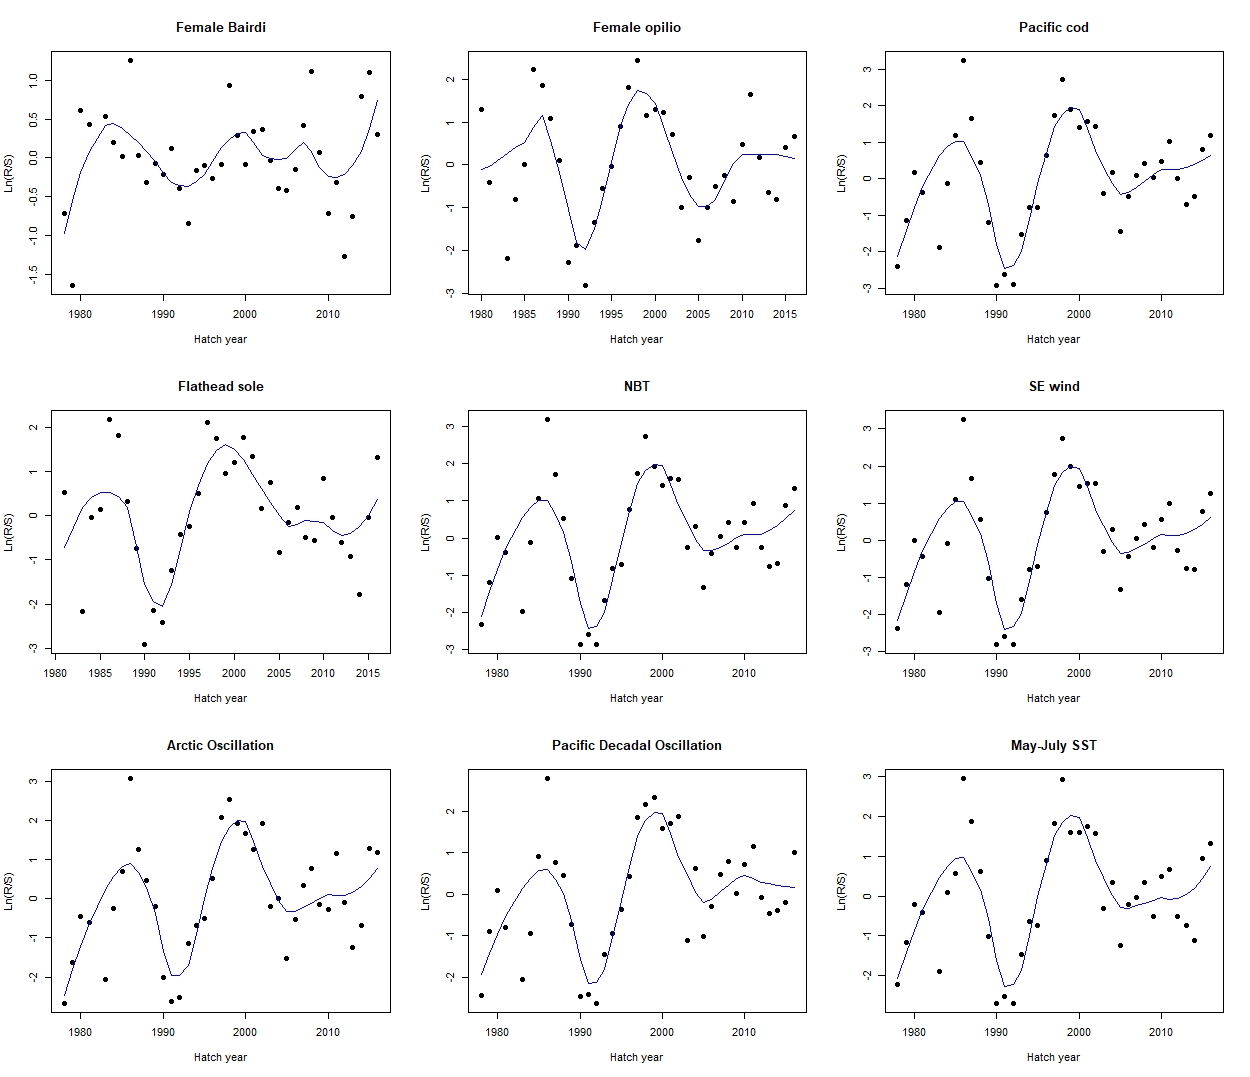 Female Bairdi
Ln(R/S)
1.0
0.5
0.0
-0.5
-1.0
-1.5
1980 1990 2000 2010
Hatch year
Female opilio
Ln(R/S)
2
1
0
-1
-2
-3
1980 1985 1990 1995 2000 2005 2010 2015
Hatch year
Pacific cod
Ln(R/S)
3
2
1
0
-1
-2
-3
1980 1990 2000 2010
Hatch year
Flathead sole
Ln(R/S)
2
1
0
-1
-2
-3
1980 1985 1990 1995 2000 2005 2010 2015
Hatch year
NBT
Ln(R/S)
3
2
1
0
-1
-2
-3
1980 1990 2000 2010
Hatch year
SE wind
Ln(R/S)
3
2
1
0
-1
-2
-3
1980 1990 2000 2010
Hatch year
Arctic Oscillation
Ln(R/S)
3
2
1
0
-1
-2
1980 1990 2000 2010
Hatch year
Pacific Decadal Oscillation
Ln(R/S)
2
1
0
-1
-2
1980 1990 2000 2010
Hatch year
May-July SST
Ln(R/S)
3
2
1
0
-1
-2
1980 1990 2000 2010
Hatch year